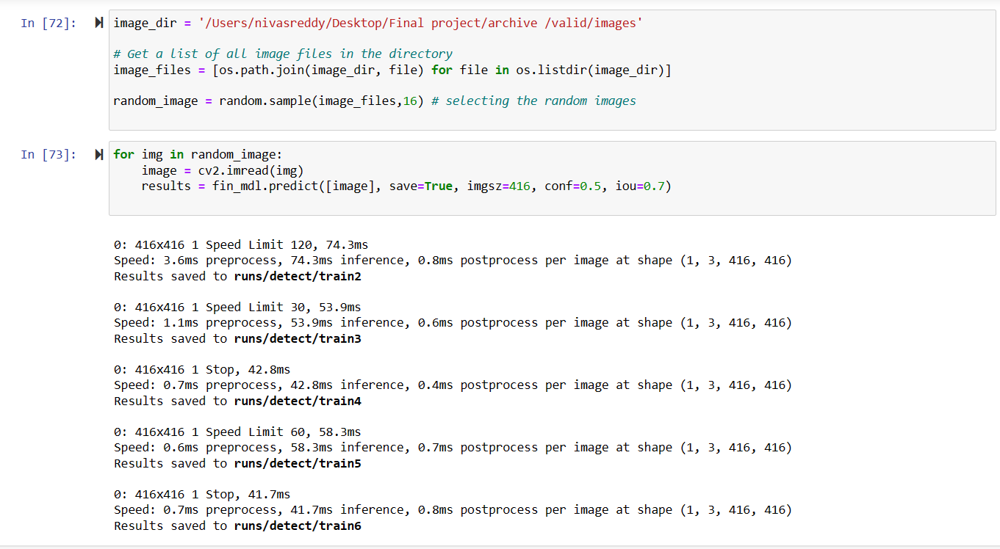 In [72]:
image_dir = '/Users/nivasreddy/Desktop/Final project/archive /valid/images'
# Get a list of all image files in the directory
image_files = [os.path.join(image_dir, file) for file in os.listdir(image_dir)]
random_image = random.sample(image_files,16) # selecting the random images
In [73]:
for img in random_image:
    image = cv2.imread(img)
    results = fin_mdl.predict([image], save=True, imgsz=416, conf=0.5, iou=0.7)
0: 416x416 1 Speed Limit 120, 74.3ms
Speed: 3.6ms preprocess, 74.3ms inference, 0.8ms postprocess per image at shape (1, 3, 416, 416)
Results saved to runs/detect/train2
0: 416x416 1 Speed Limit 30, 53.9ms
Speed: 1.1ms preprocess, 53.9ms inference, 0.6ms postprocess per image at shape (1, 3, 416, 416)
Results saved to runs/detect/train3
0: 416x416 1 Stop, 42.8ms
Speed: 0.7ms preprocess, 42.8ms inference, 0.4ms postprocess per image at shape (1, 3, 416, 416)
Results saved to runs/detect/train4
0: 416x416 1 Speed Limit 60, 58.3ms
Speed: 0.6ms preprocess, 58.3ms inference, 0.7ms postprocess per image at shape (1, 3, 416, 416)
Results saved to runs/detect/train5
0: 416x416 1 Stop, 41.7ms
Speed: 0.7ms preprocess, 41.7ms inference, 0.8ms postprocess per image at shape (1, 3, 416, 416)
Results saved to runs/detect/train6